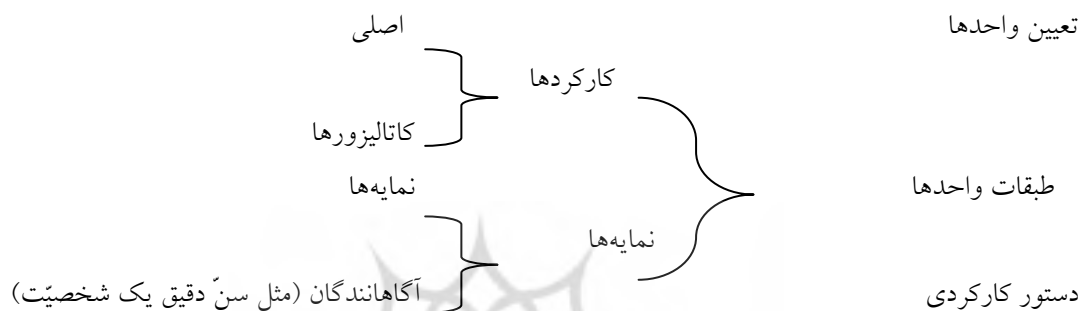 تعیین واحدها
اصلی
کارکردها
کاتالیزورها
طبقات واحدها
نمایه‌ها
نمایه‌ها
دستور کارکردی
آگاهانندگان (مثل سنّ دقیق یک شخصیّت)